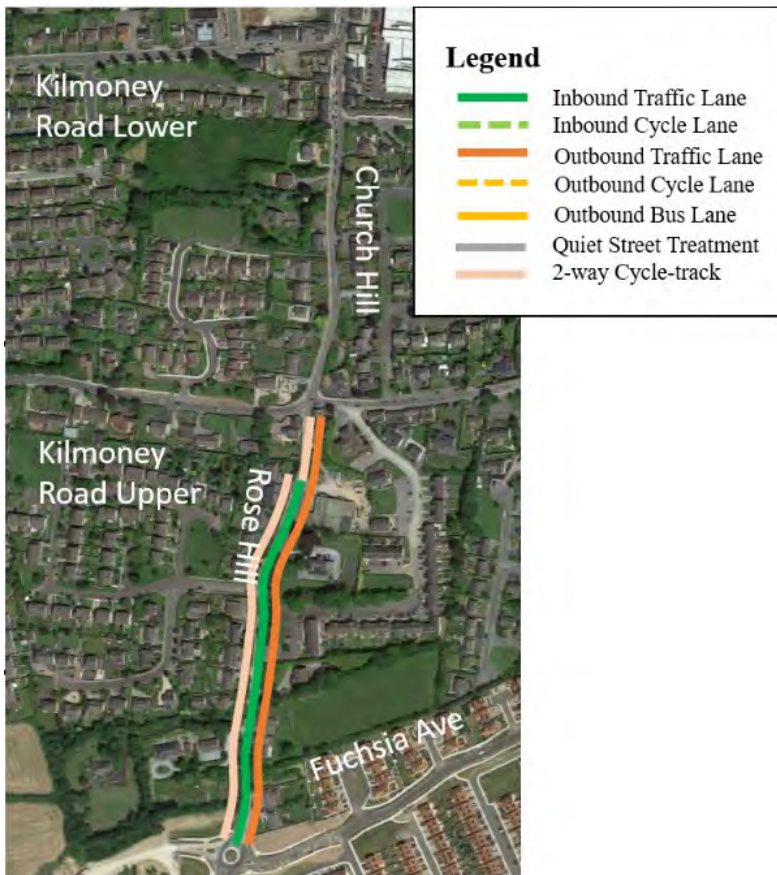 Kilmoney
Road Lower
Church Hill
Legend
Inbound Traffic Lane
Inbound Cycle Lane
Outbound Traffic Lane
Outbound Cycle Lane
Outbound Bus Lane
Quiet Street Treatment
2-way Cycle-track
Kilmoney
Road Upper
Rose Hill
Fuchsia Ave